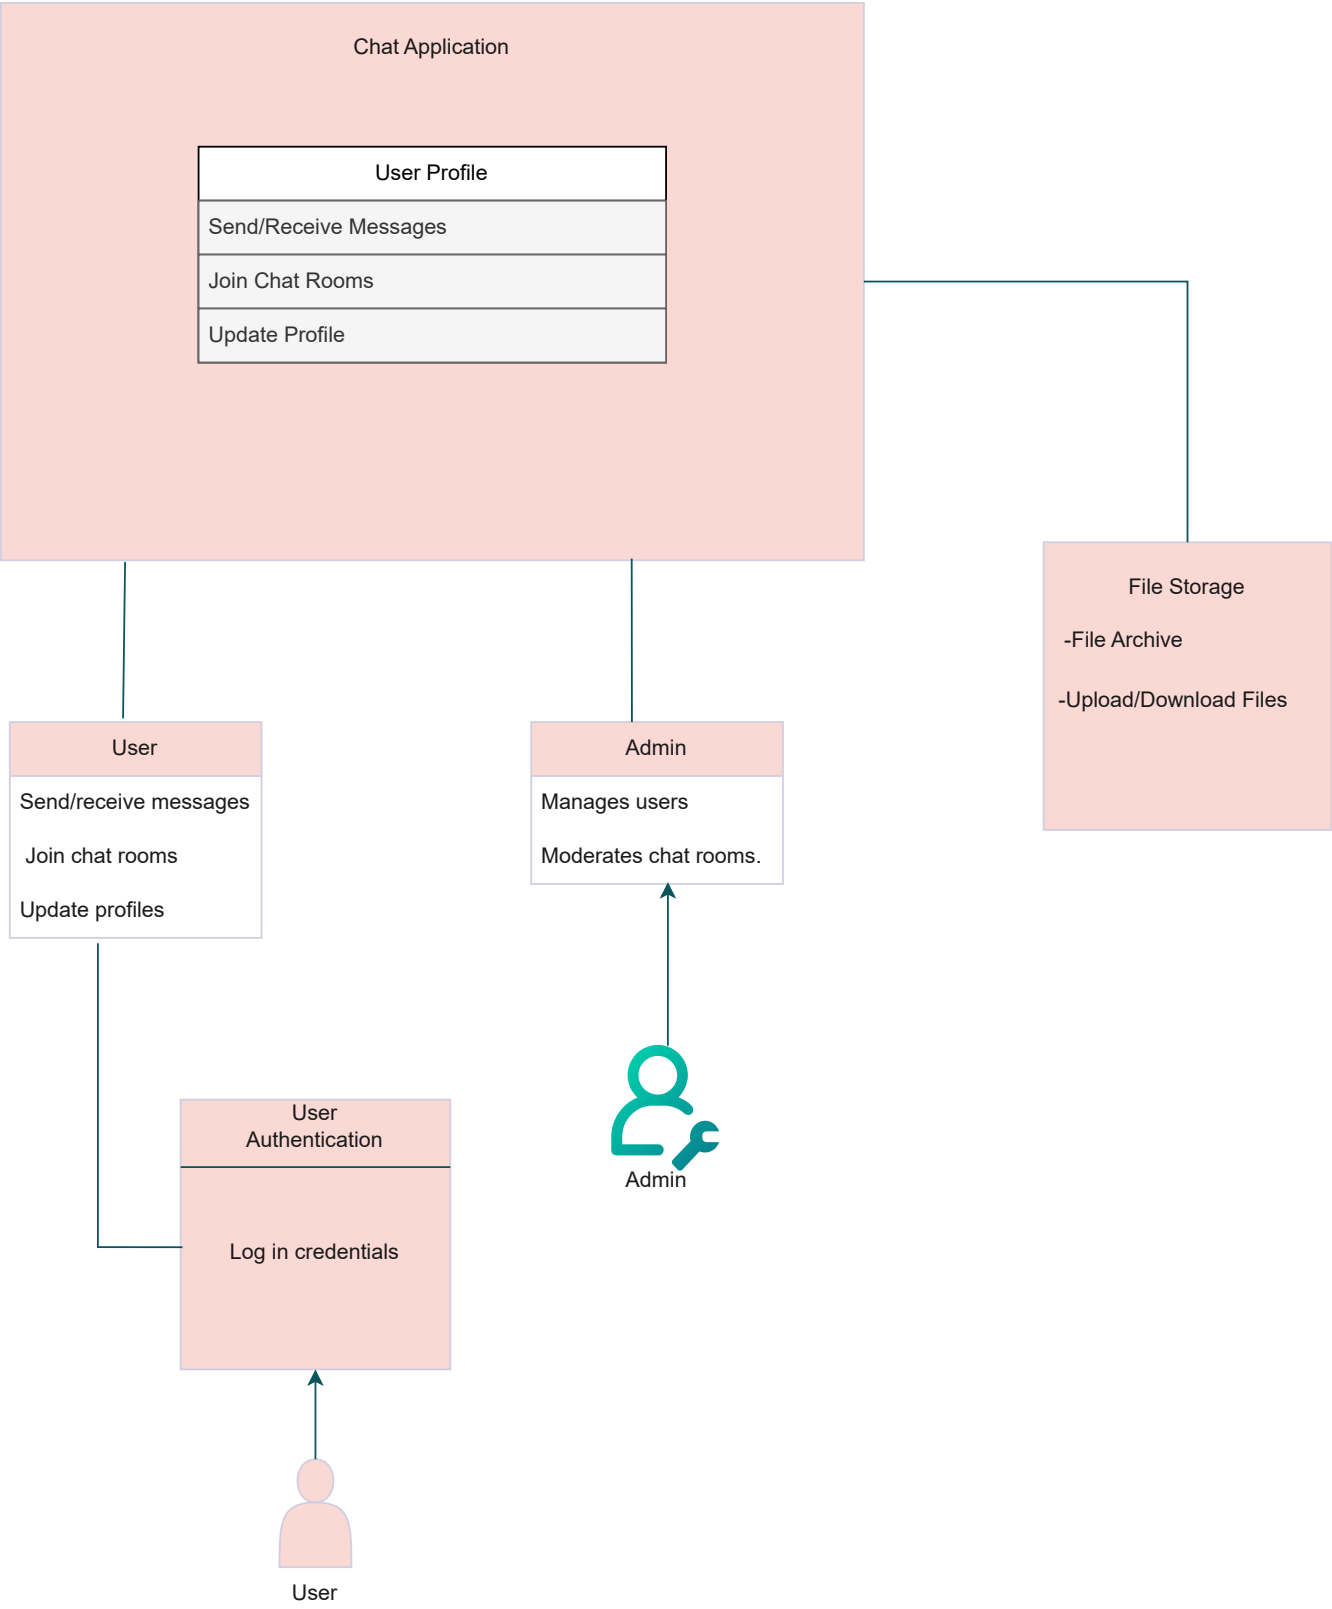 Chat Application
User Profile
Send/Receive Messages
Join Chat Rooms
Update Profile
File Storage
-File Archive
-Upload/Download Files
User
Send/receive messages
Join chat rooms
Update profiles
Admin
Manages users
Moderates chat rooms.
User
Authentication
Log in credentials
Admin
User